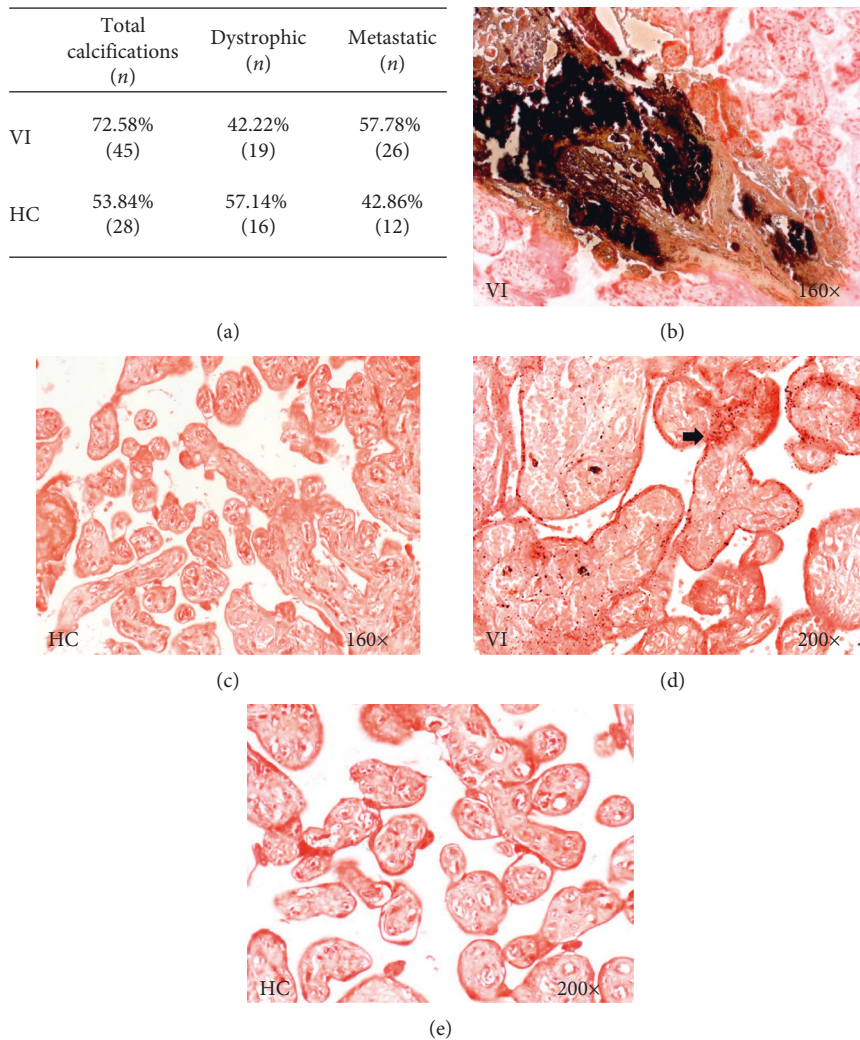 Total calcifications (n) Dystrophic (n) Metastatic (n)
VI 72.58% (45) 42.22% (19) 57.78% (26)
HC 53.84% (28) 57.14% (16) 42.86% (12)
(a)
VI 160×
(b)
HC 160×
(c)
VI 200×
(d)
HC 200×
(e)